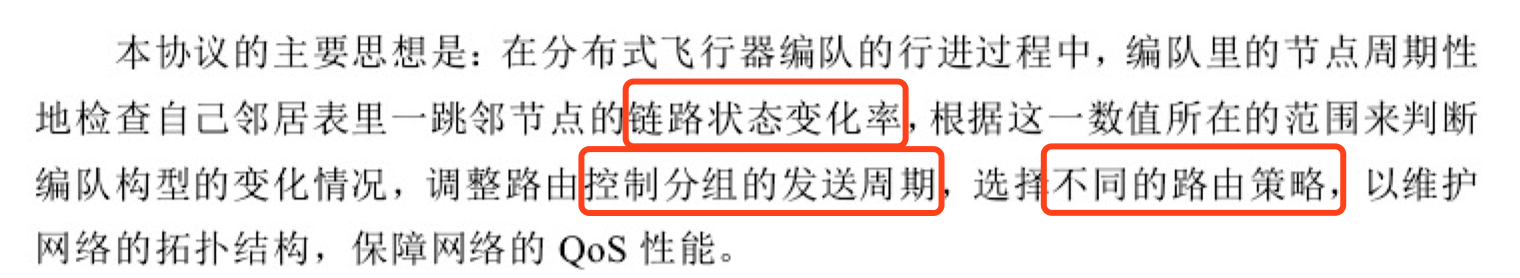 本协议的主要思想是：在分布式飞行器编队的行进过程中，编队里的节点周期性
地检查自己邻居表里一跳邻节点的链路状态变化率，根据这一数值所在的范围来判断
编队构型的变化情况，调整路由控制分组的发送周期，选择不同的路由策略，以维护
网络的拓扑结构，保障网络的 QoS 性能。